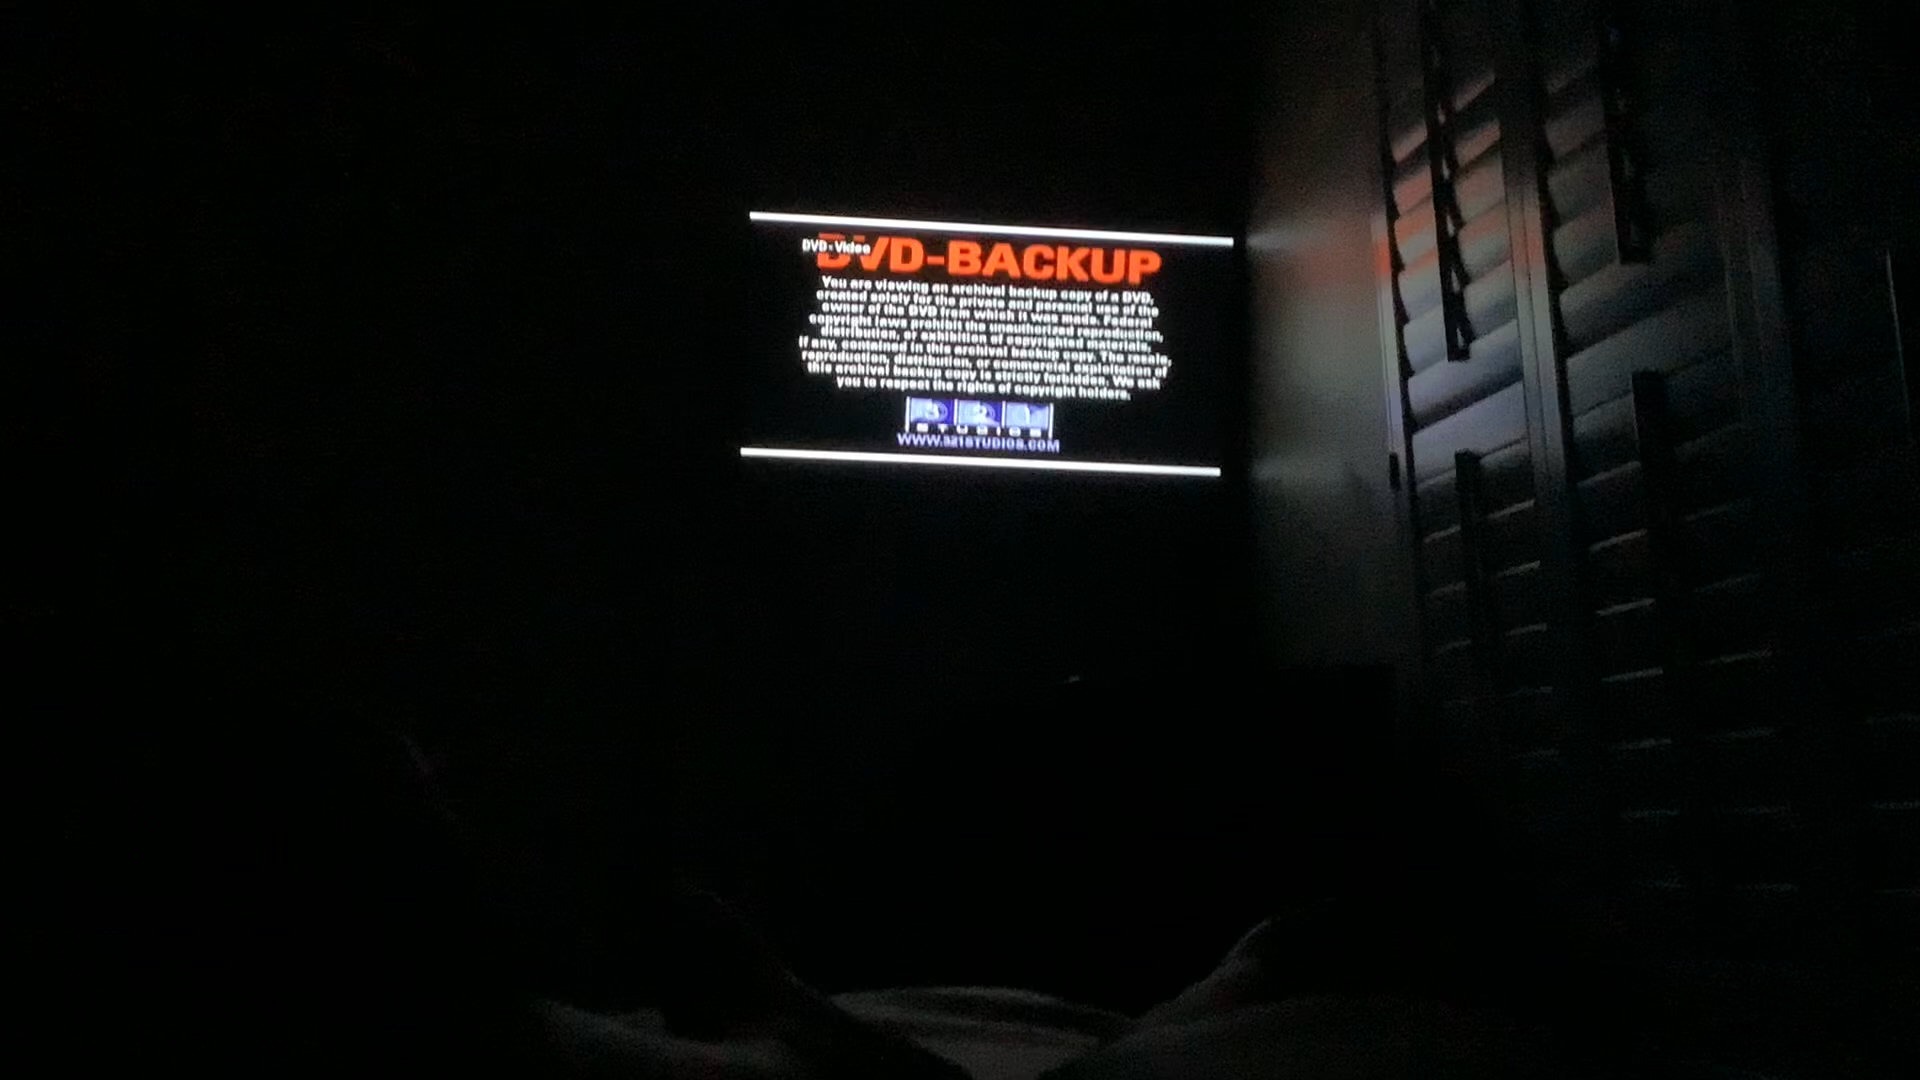 DVD-Video
DVD-BACKUP
You are viewing an archival backup copy of a DVD,
created solely for the private and personal use of the
owner of the DVD from which it was made. Federal
copyright laws prohibit the unauthorized reproduction,
distribution, or exhibition of copyrighted materials,
if any, contained in this archival backup copy. The resale,
reproduction, distribution, or commercial exploitation of
this archival backup copy is strictly forbidden. We ask
you to respect the rights of copyright holders.
3 2 1
STUDIOS
WWW.321STUDIOS.COM